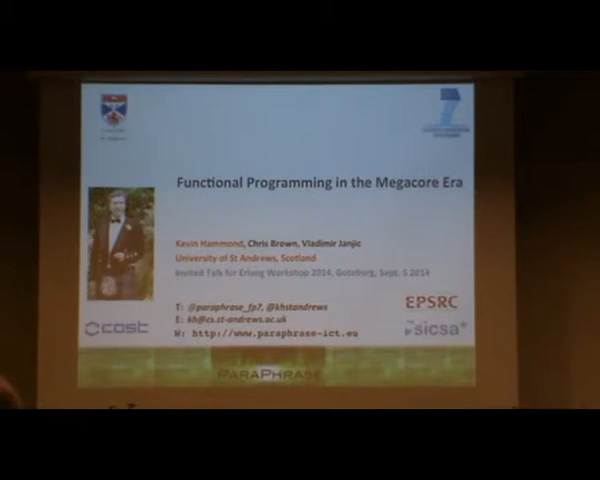 Functional Programming in the Megacore Era
Kevin Hammond, Chris Brown, Vladimir Janjic
University of St Andrews, Scotland
Invited Talk for Erlang Workshop 2014, Goteburg, Sept. 5 2014
T: @paraphrase_fp7, @khstandrews
E: kh@cs.st-andrews.ac.uk
W: http://www.paraphrase-ict.eu
EPSRC
cost
sicsa*
PARAPHRASE